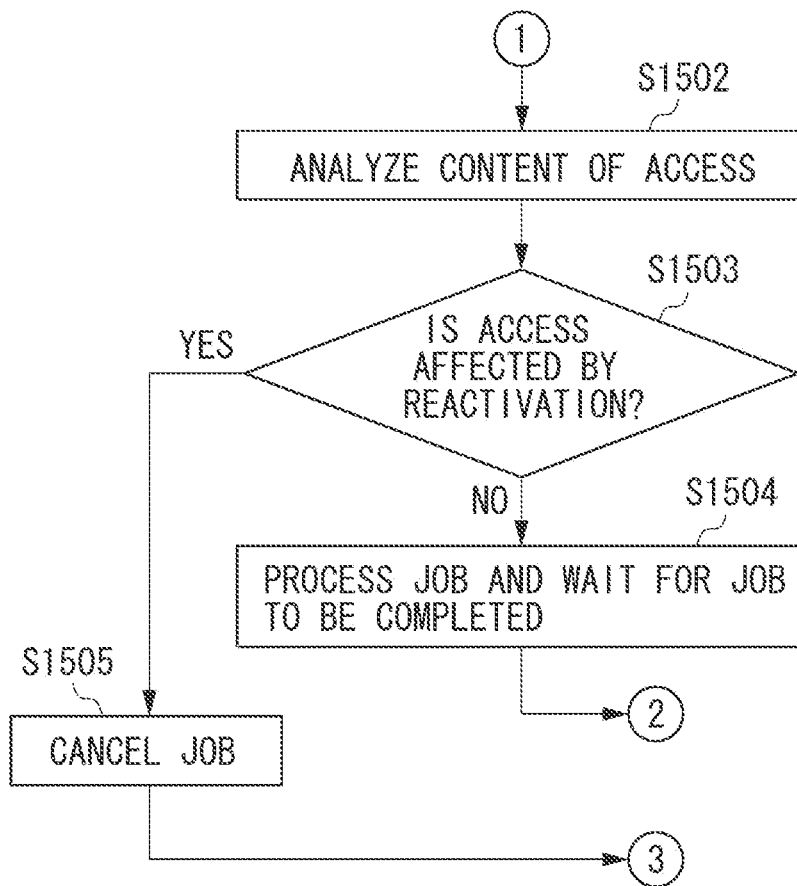 1
S1502
ANALYZE CONTENT OF ACCESS
S1503
IS ACCESS
AFFECTED BY
REACTIVATION?
YES
NO
S1504
PROCESS JOB AND WAIT FOR JOB
TO BE COMPLETED
S1505
CANCEL JOB
2
3